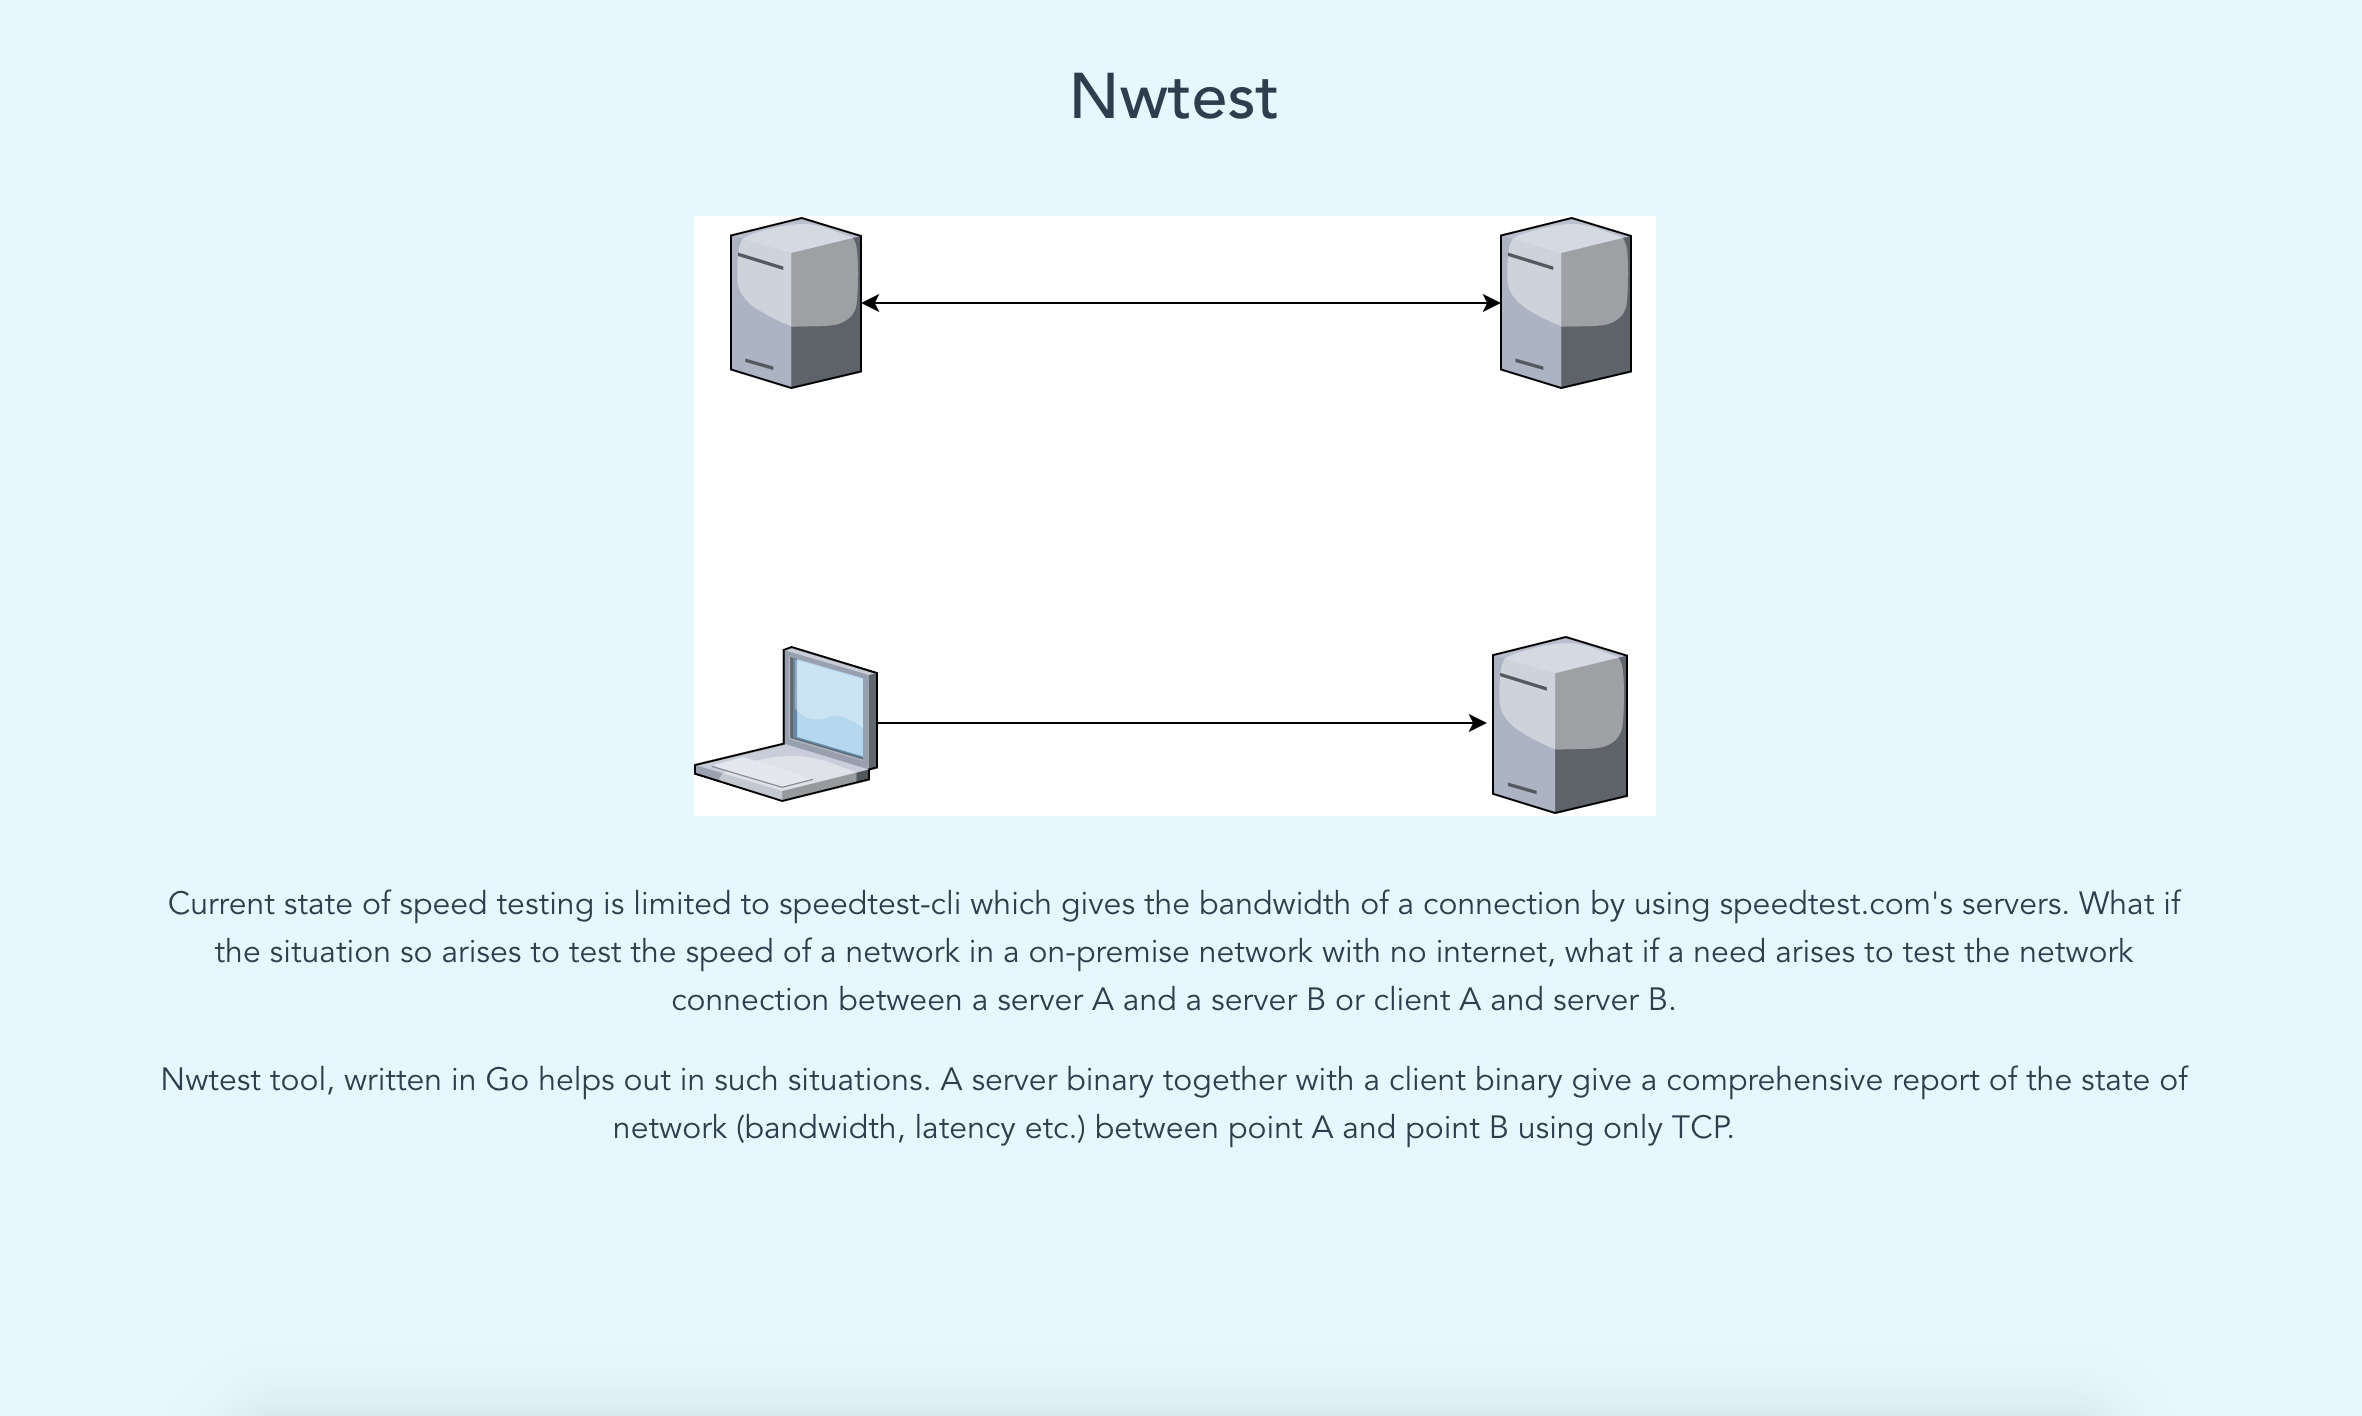 Nwtest
Current state of speed testing is limited to speedtest-cli which gives the bandwidth of a connection by using speedtest.com's servers. What if
the situation so arises to test the speed of a network in a on-premise network with no internet, what if a need arises to test the network
connection between a server A and a server B or client A and server B.
Nwtest tool, written in Go helps out in such situations. A server binary together with a client binary give a comprehensive report of the state of
network (bandwidth, latency etc.) between point A and point B using only TCP.